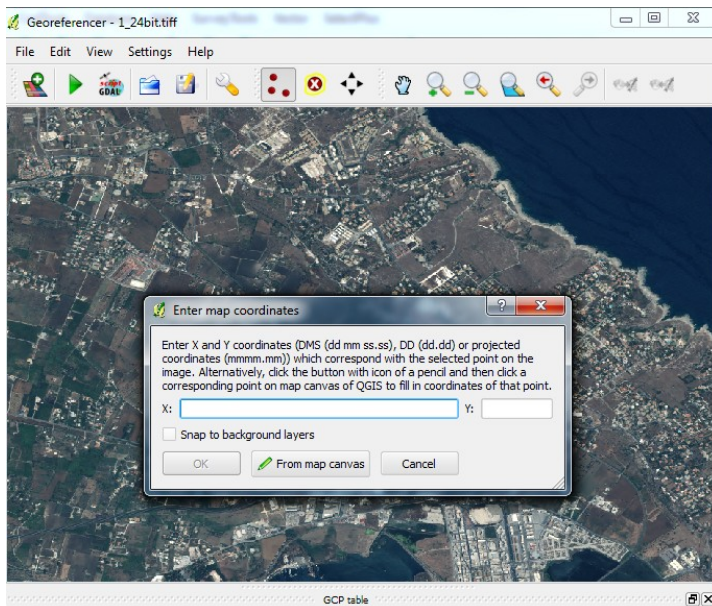 Georeferencer - 1_24bit.tiff
File Edit View Settings Help
script
GDAL
Enter map coordinates
Enter X and Y coordinates (DMS (dd mm ss.ss), DD (dd.dd) or projected
coordinates (mmmm.mm)) which correspond with the selected point on the
image. Alternatively, click the button with icon of a pencil and then click a
corresponding point on map canvas of QGIS to fill in coordinates of that point.
X: Y:
Snap to background layers
OK From map canvas Cancel
GCP table